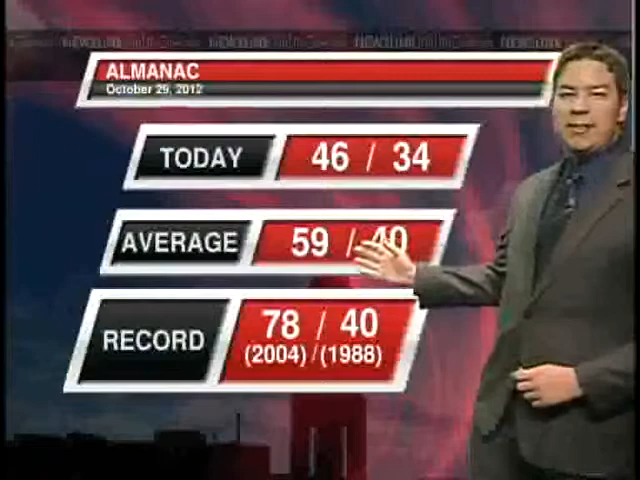 ALMANAC
October 29, 2012
TODAY 46 / 34
AVERAGE 59 / 40
RECORD 78 / 40
(2004) / (1988)